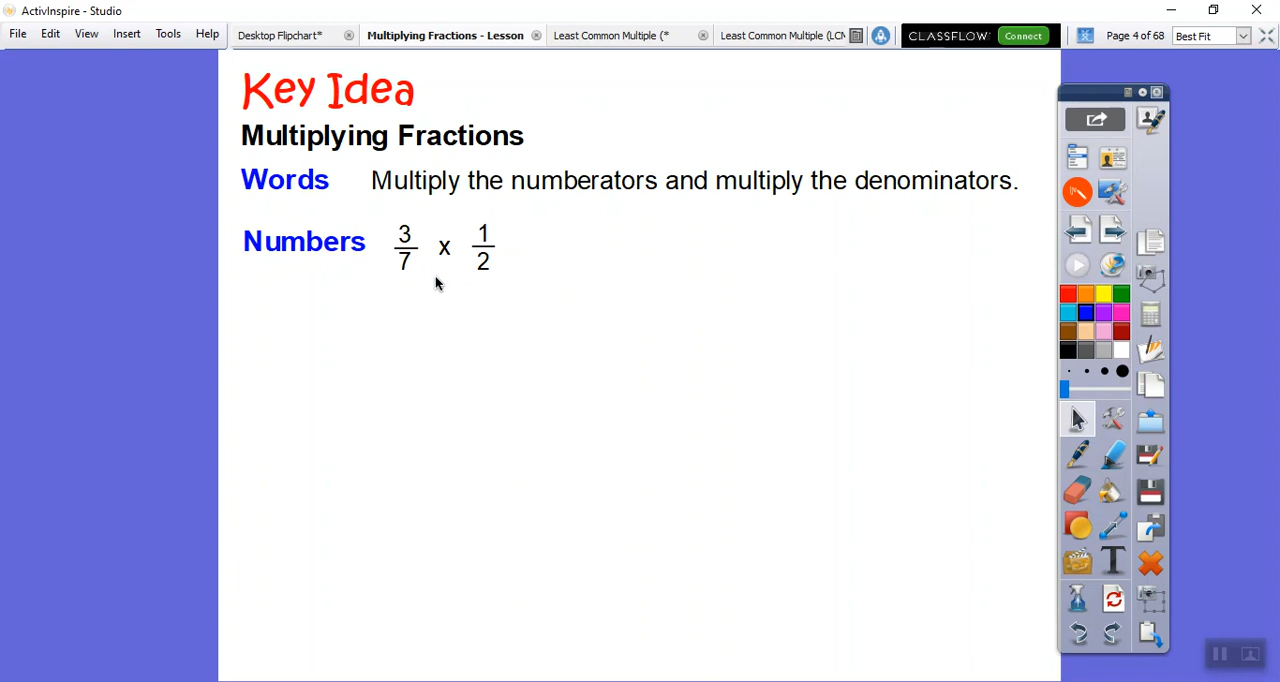 ActivInspire - Studio
File Edit View Insert Tools Help
Desktop Flipchart*
Multiplying Fractions - Lesson
Least Common Multiple (*
Least Common Multiple (LCM
CLASSFLOW Connect
Page 4 of 68
Best Fit
Key Idea
Multiplying Fractions
Words Multiply the numberators and multiply the denominators.
Numbers 3/7 x 1/2
T